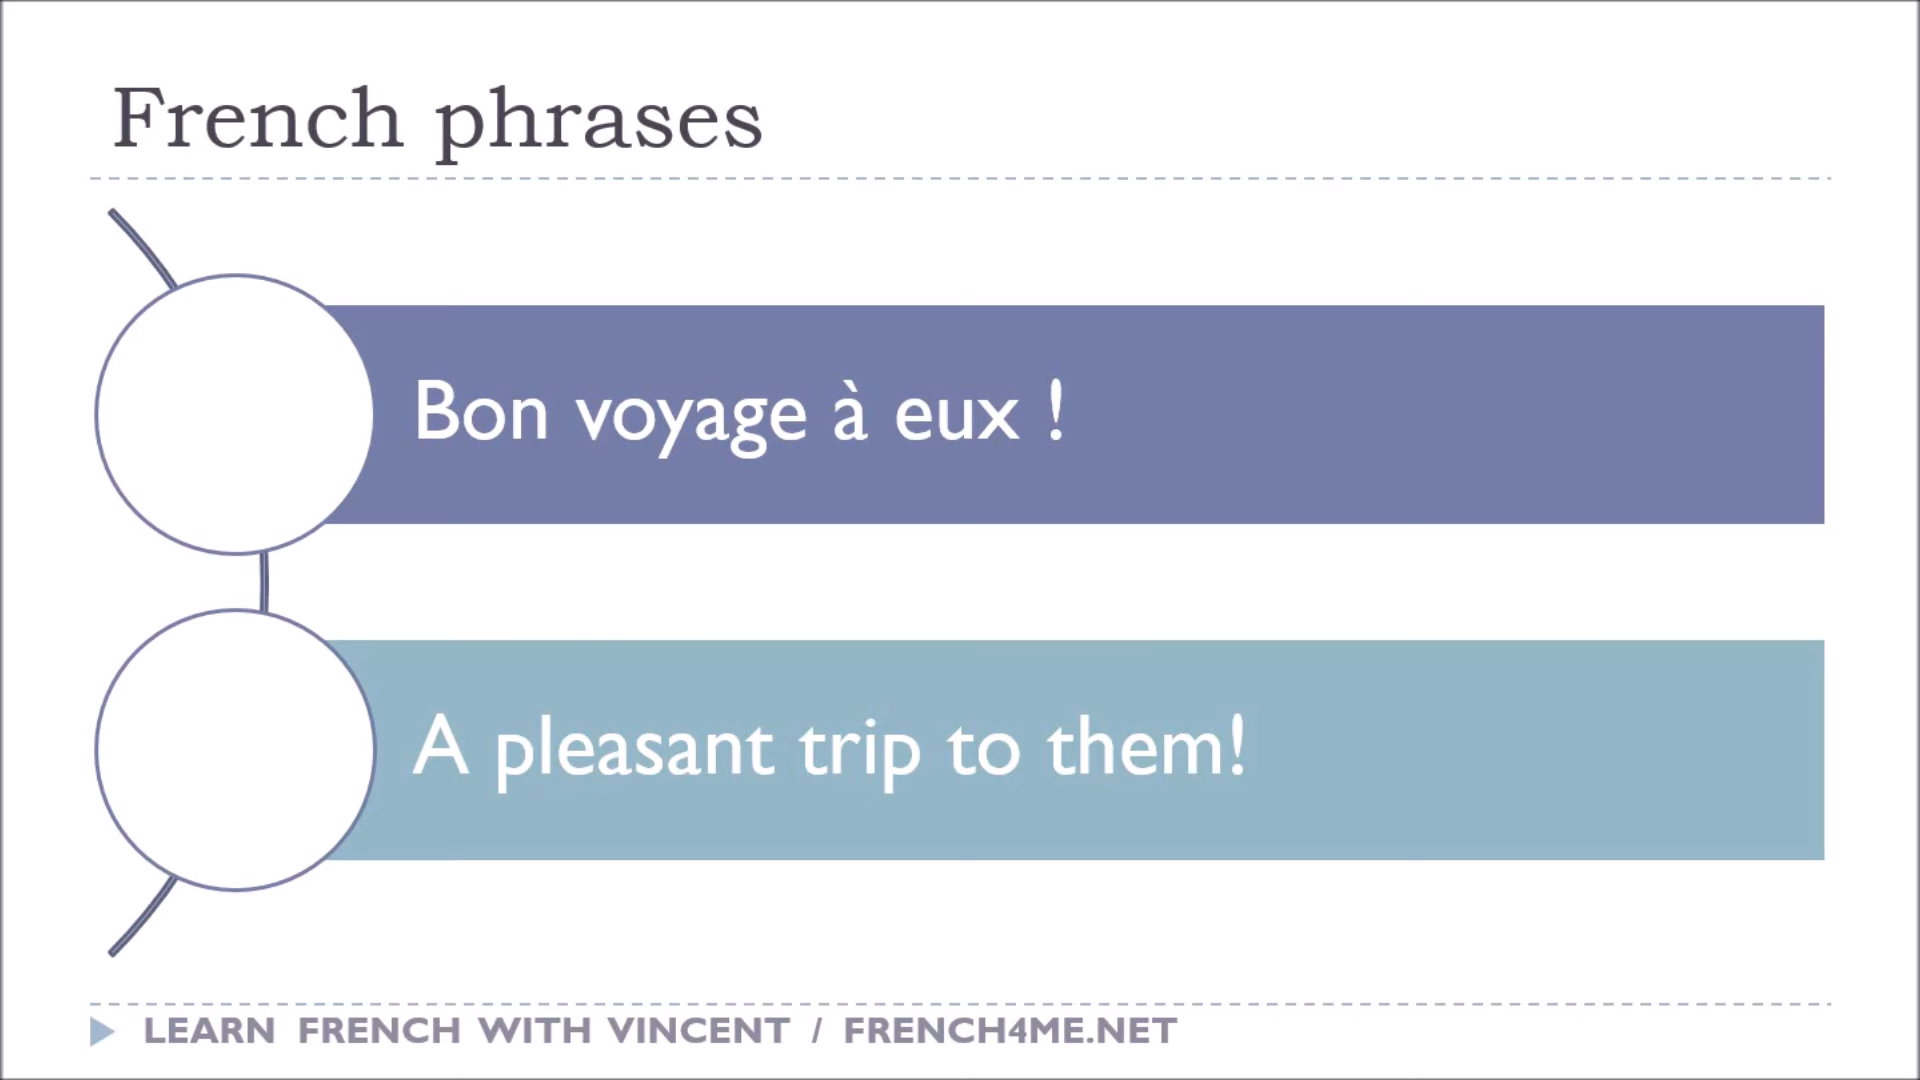 French phrases
Bon voyage à eux !
A pleasant trip to them!
LEARN FRENCH WITH VINCENT / FRENCH4ME.NET